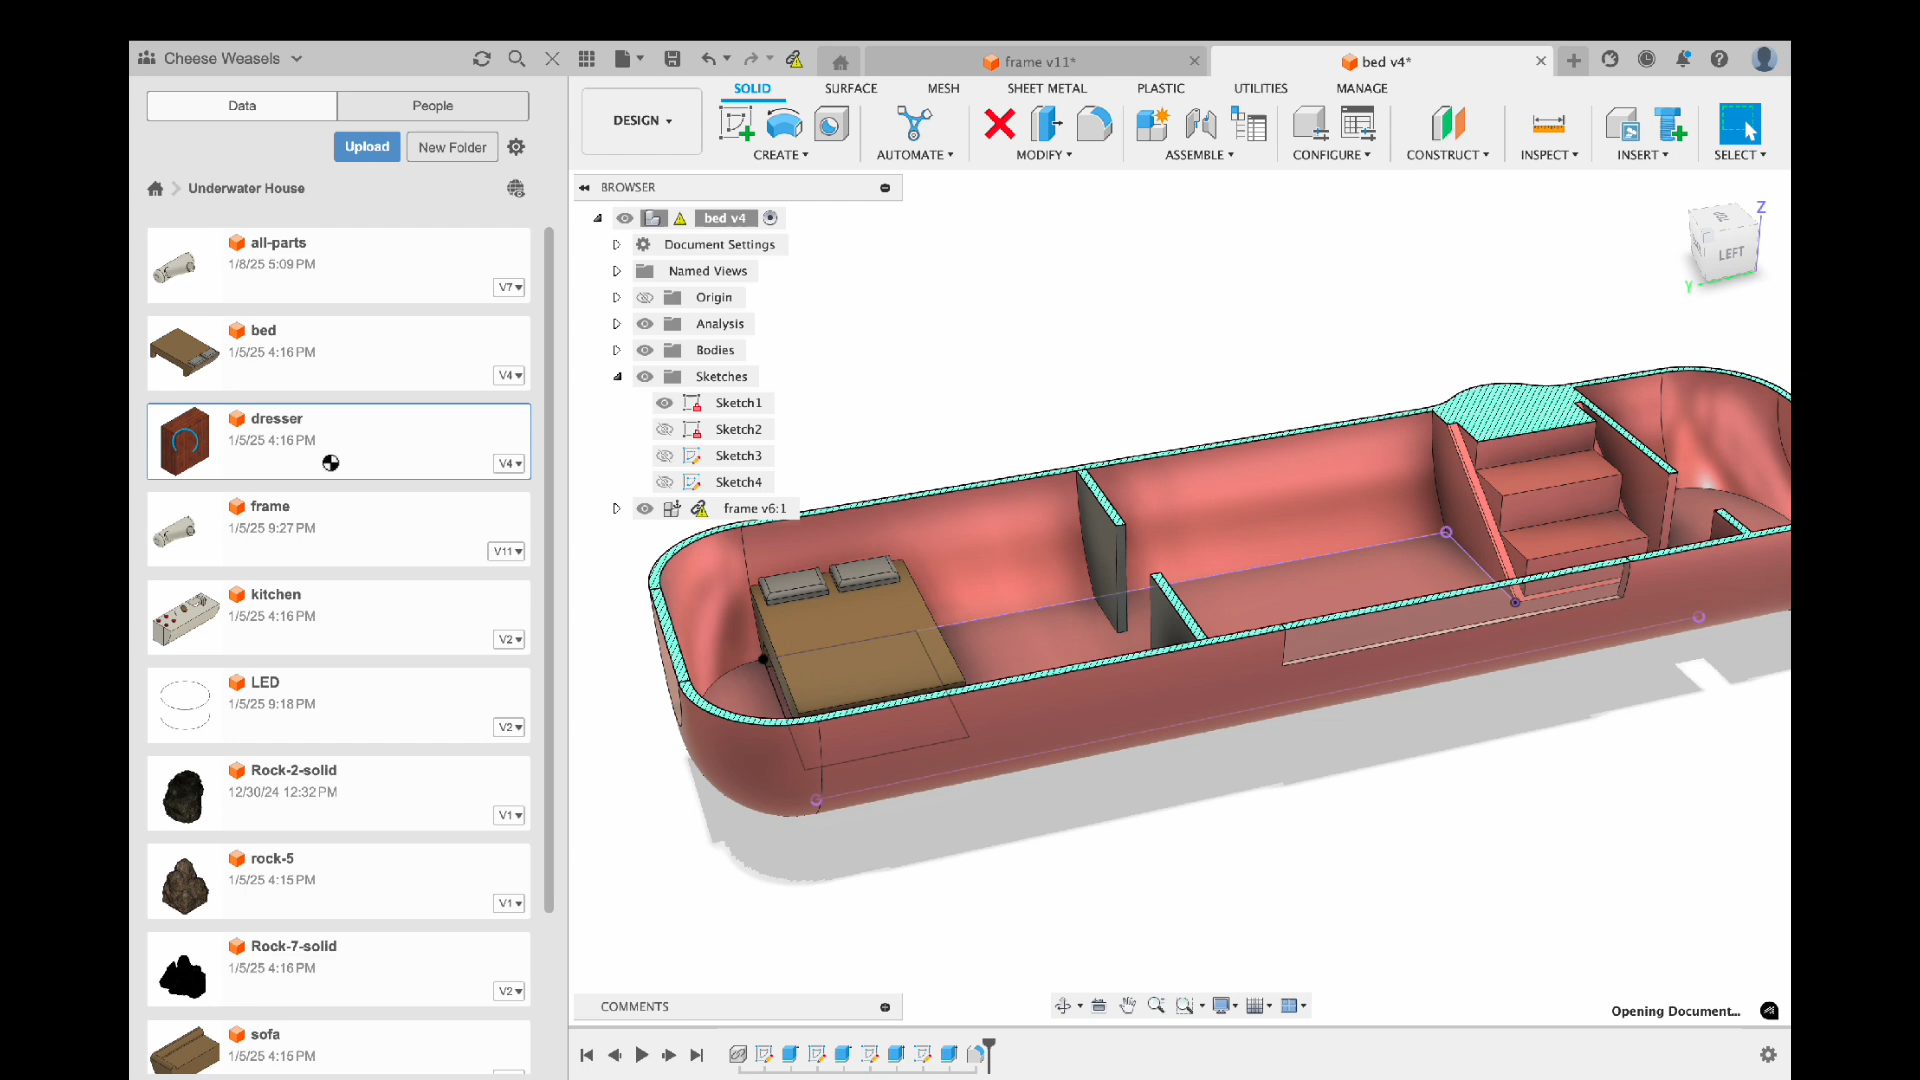 Cheese Weasels
frame v11*
bed v4*
Data
People
Upload
New Folder
Underwater House
all-parts
1/8/25 5:09 PM
V7
bed
1/5/25 4:16 PM
V4
dresser
1/5/25 4:16 PM
V4
frame
1/5/25 9:27 PM
V11
kitchen
1/5/25 4:16 PM
V2
LED
1/5/25 9:18 PM
V2
Rock-2-solid
12/30/24 12:32 PM
V1
rock-5
1/5/25 4:15 PM
V1
Rock-7-solid
1/5/25 4:16 PM
V2
sofa
1/5/25 4:15 PM
SOLID
SURFACE
MESH
SHEET METAL
PLASTIC
UTILITIES
MANAGE
DESIGN
CREATE
AUTOMATE
MODIFY
ASSEMBLE
CONFIGURE
CONSTRUCT
INSPECT
INSERT
SELECT
BROWSER
bed v4
Document Settings
Named Views
Origin
Analysis
Bodies
Sketches
Sketch1
Sketch2
Sketch3
Sketch4
frame v6:1
Z
TOP
LEFT
Y
COMMENTS
Opening Document...